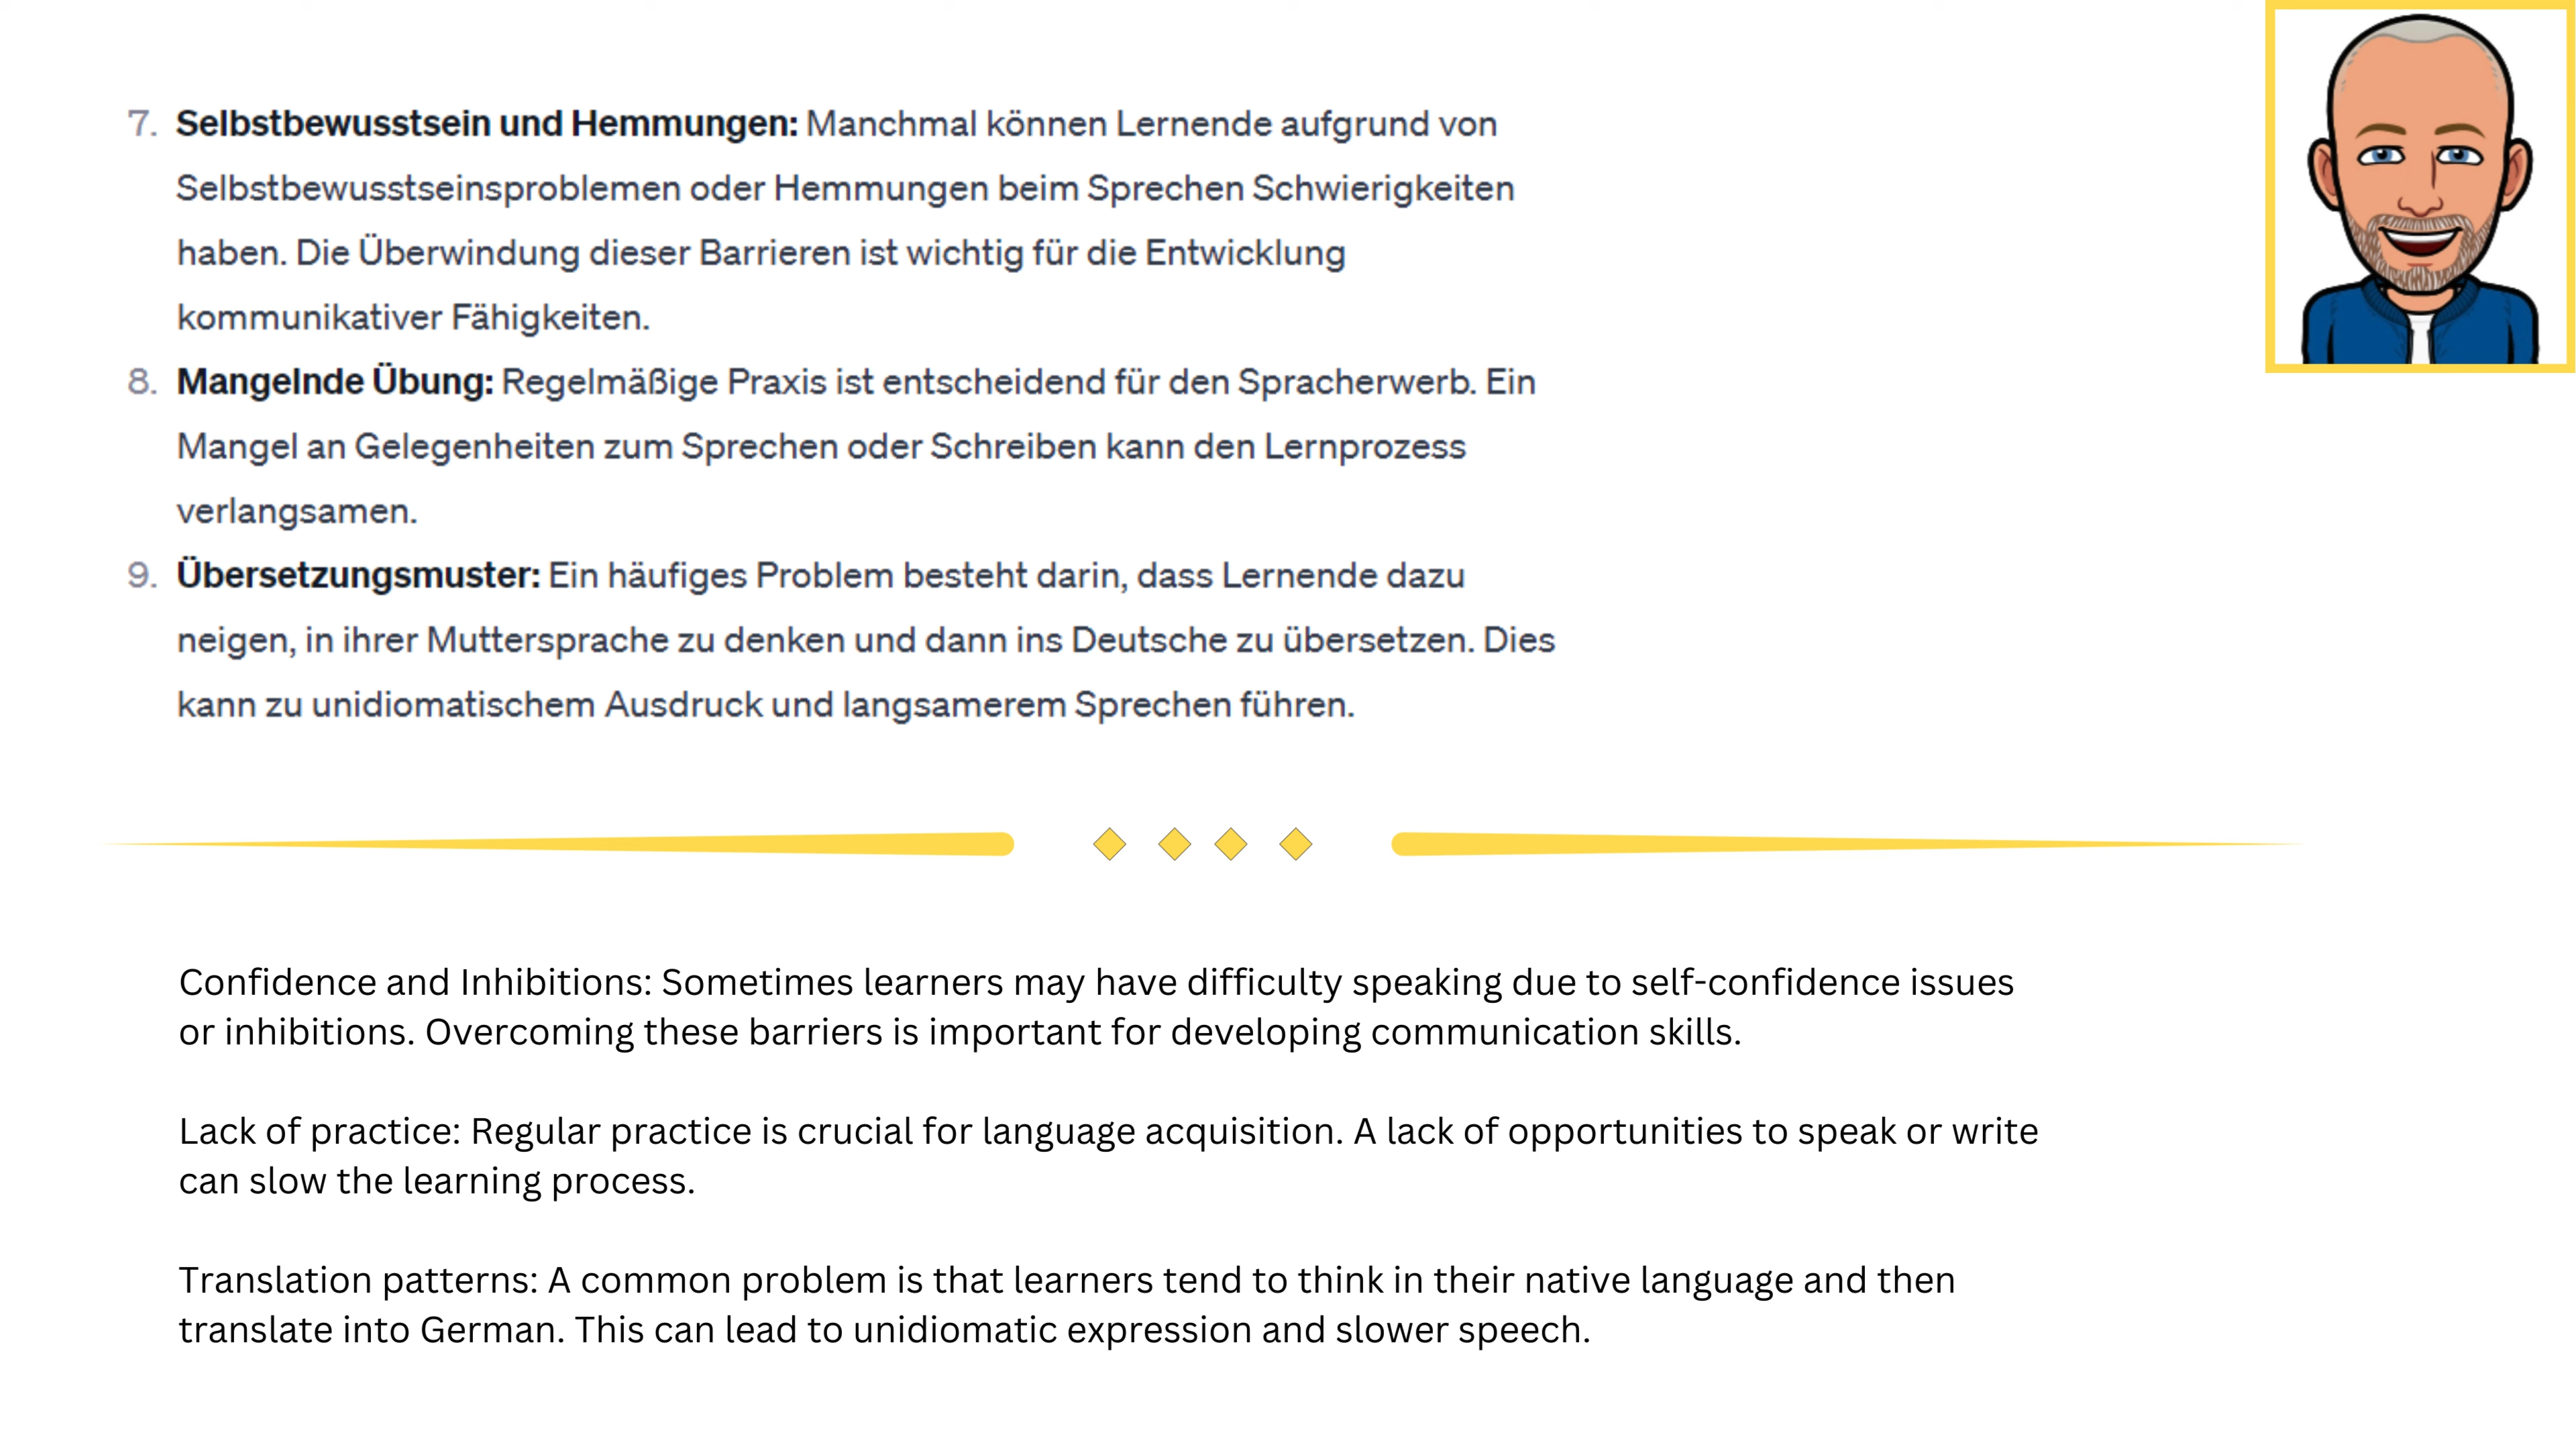 7. Selbstbewusstsein und Hemmungen: Manchmal können Lernende aufgrund von
Selbstbewusstseinsproblemen oder Hemmungen beim Sprechen Schwierigkeiten
haben. Die Überwindung dieser Barrieren ist wichtig für die Entwicklung
kommunikativer Fähigkeiten.
8. Mangelnde Übung: Regelmäßige Praxis ist entscheidend für den Spracherwerb. Ein
Mangel an Gelegenheiten zum Sprechen oder Schreiben kann den Lernprozess
verlangsamen.
9. Übersetzungsmuster: Ein häufiges Problem besteht darin, dass Lernende dazu
neigen, in ihrer Muttersprache zu denken und dann ins Deutsche zu übersetzen. Dies
kann zu unidiomatischem Ausdruck und langsamerem Sprechen führen.
Confidence and Inhibitions: Sometimes learners may have difficulty speaking due to self-confidence issues
or inhibitions. Overcoming these barriers is important for developing communication skills.
Lack of practice: Regular practice is crucial for language acquisition. A lack of opportunities to speak or write
can slow the learning process.
Translation patterns: A common problem is that learners tend to think in their native language and then
translate into German. This can lead to unidiomatic expression and slower speech.